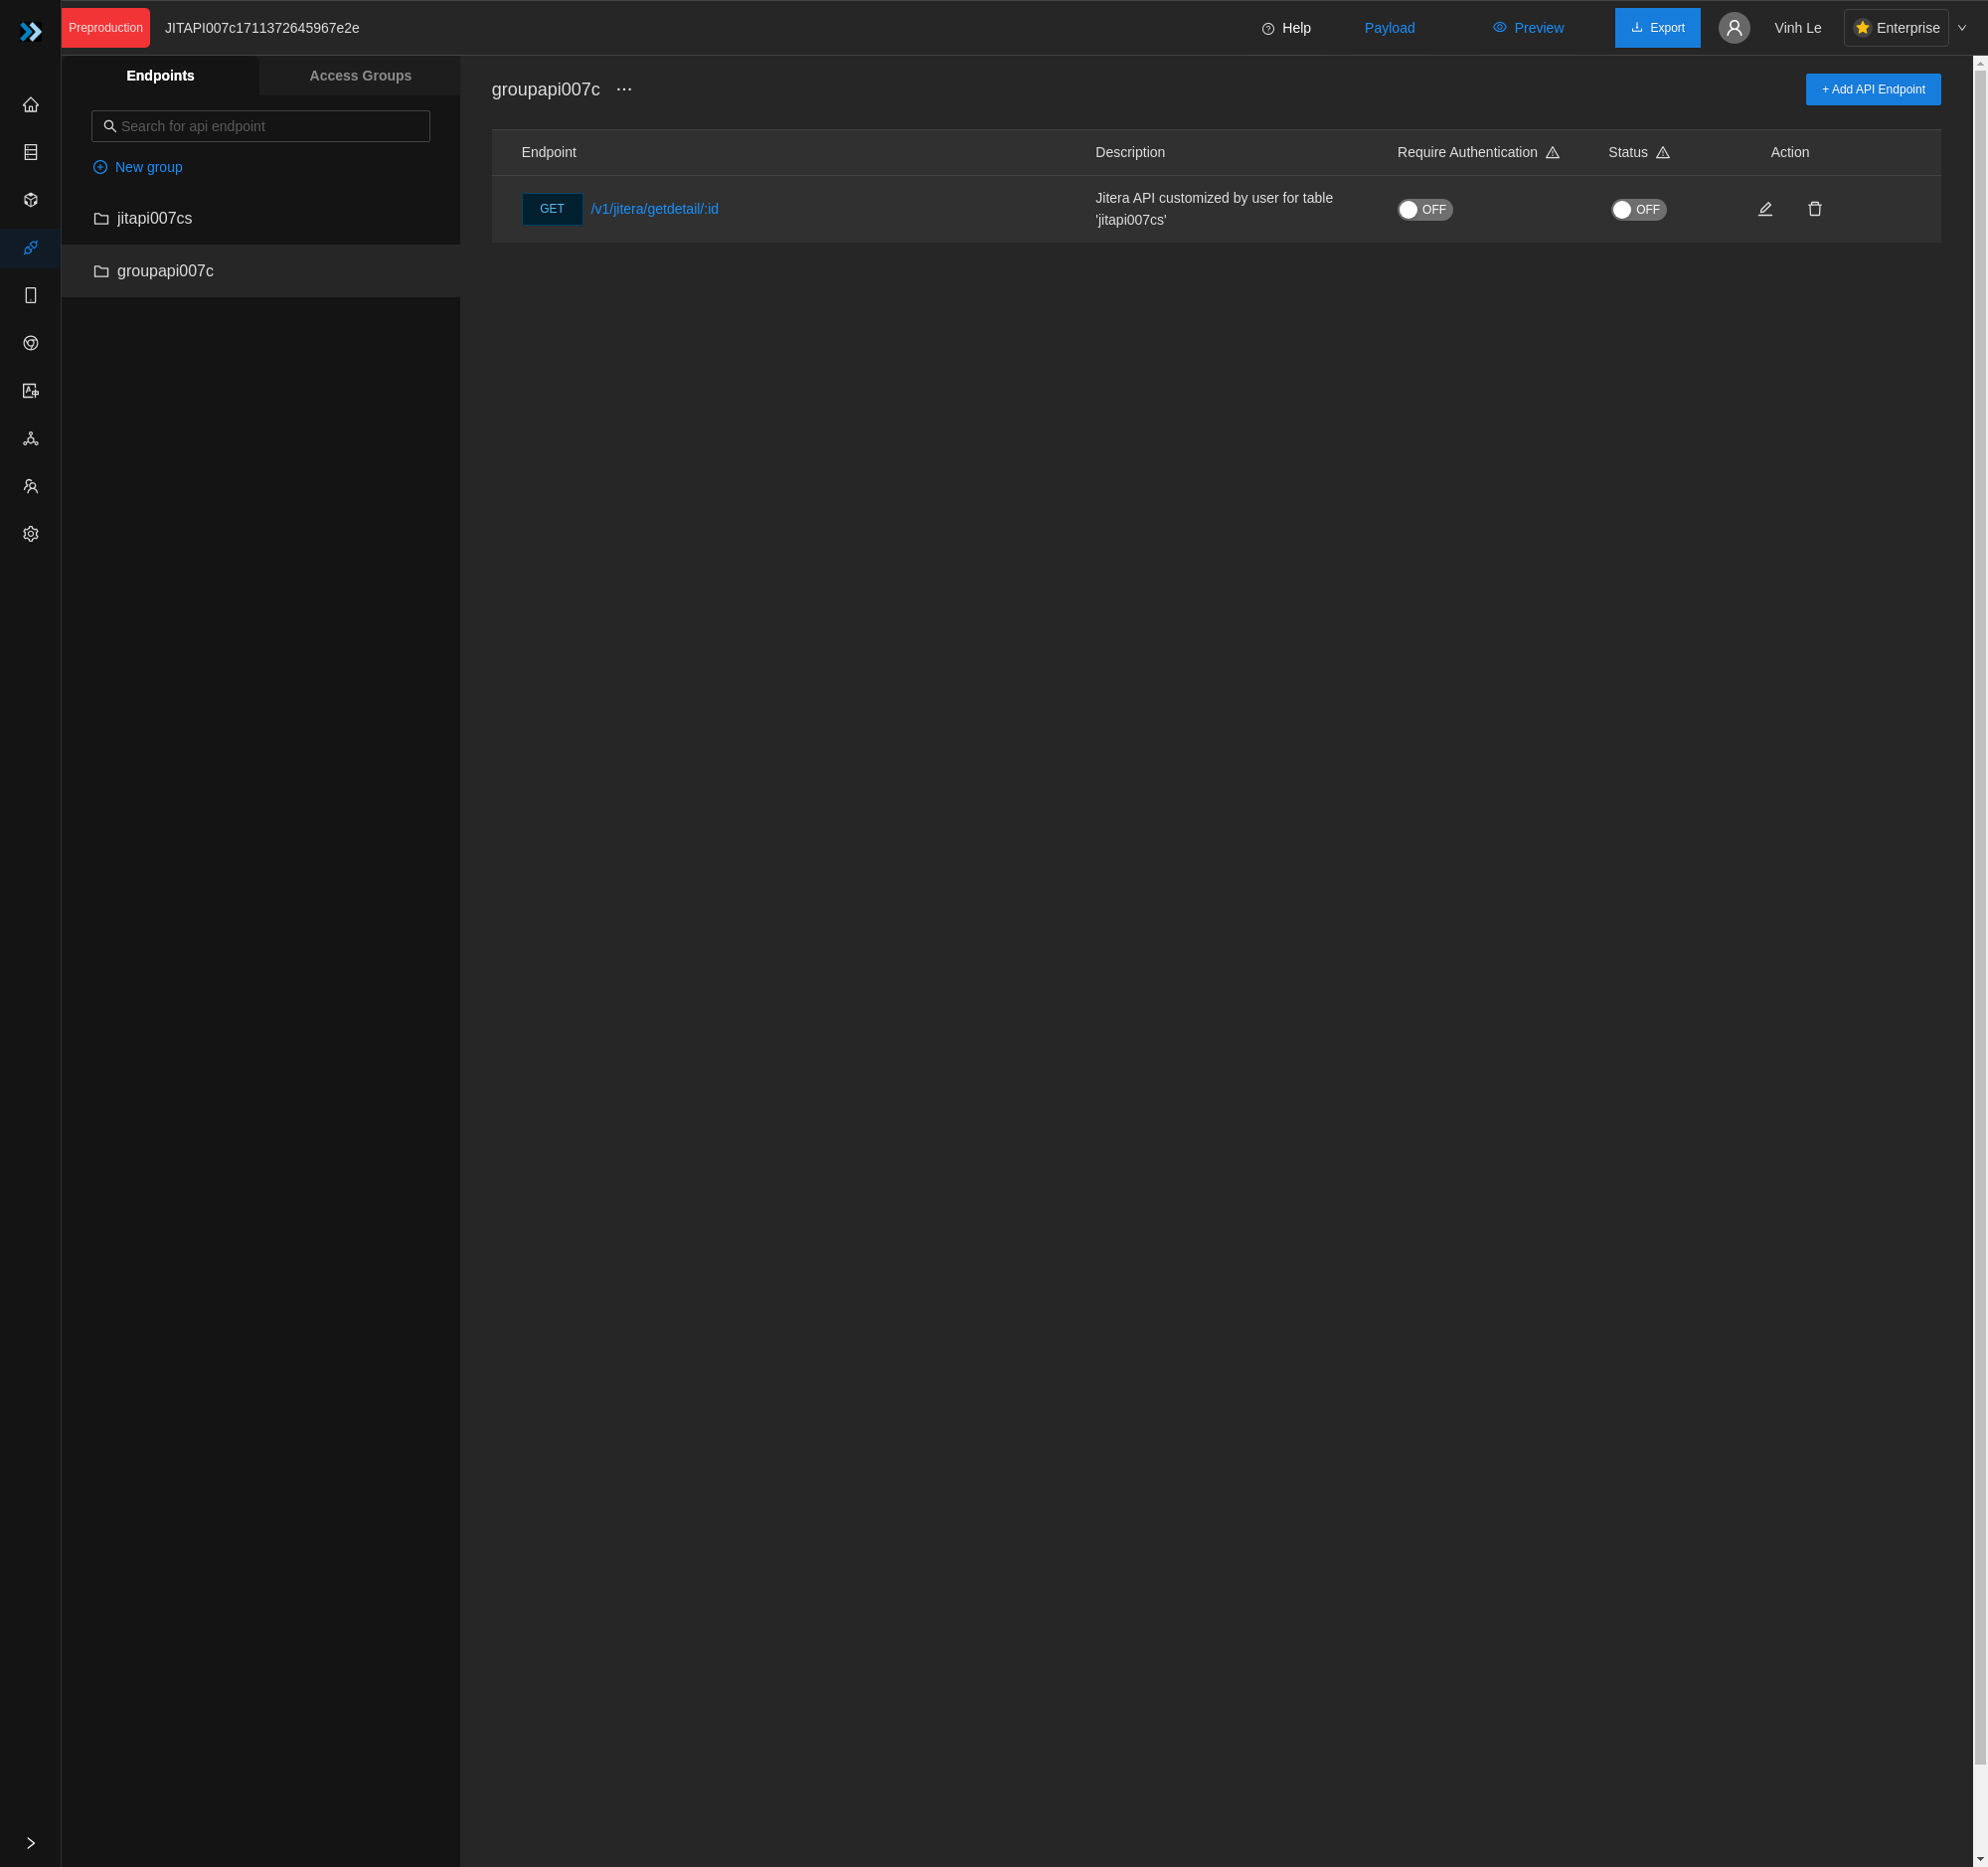 Preproduction
JITAPI007c1711372645967e2e
Help
Payload
Preview
Export
Vinh Le
Enterprise
Endpoints
Access Groups
Search for api endpoint
New group
jitapi007cs
groupapi007c
groupapi007c ···
+ Add API Endpoint
Endpoint
Description
Require Authentication
Status
Action
GET
/v1/jitera/getdetail/:id
Jitera API customized by user for table
'jitapi007cs'
OFF
OFF